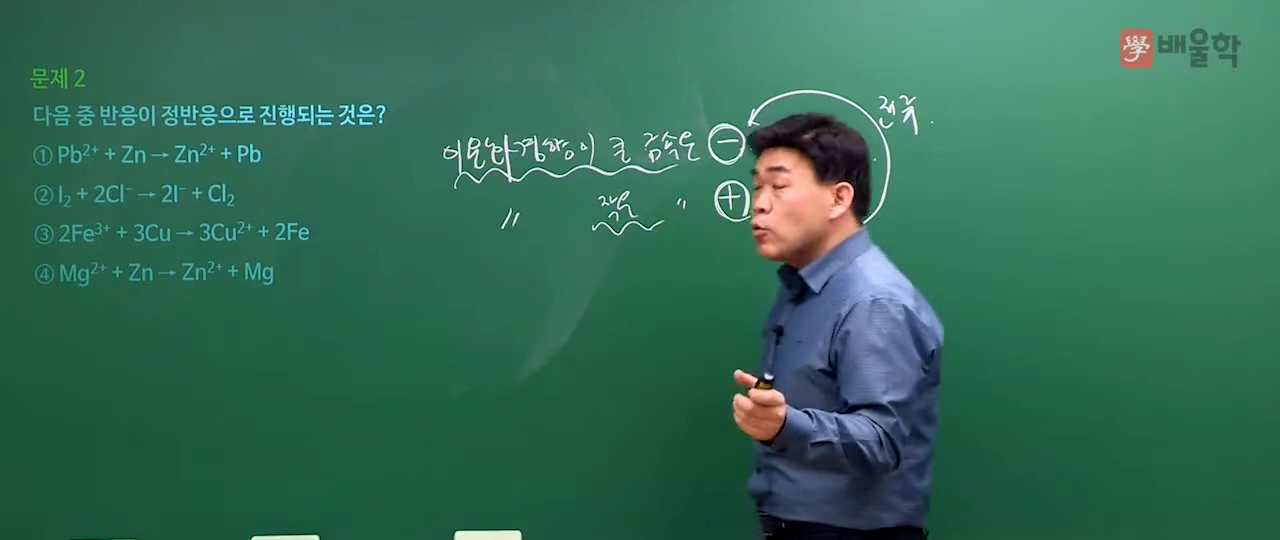 學 배울학
문제 2
다음 중 반응이 정반응으로 진행되는 것은?
① Pb²⁺ + Zn → Zn²⁺ + Pb
② I₂ + 2Cl⁻ → 2I⁻ + Cl₂
③ 2Fe³⁺ + 3Cu → 3Cu²⁺ + 2Fe
④ Mg²⁺ + Zn → Zn²⁺ + Mg
이온화경향이 큰 금속은 ⊖
〃 작은 〃 ⊕
전류.